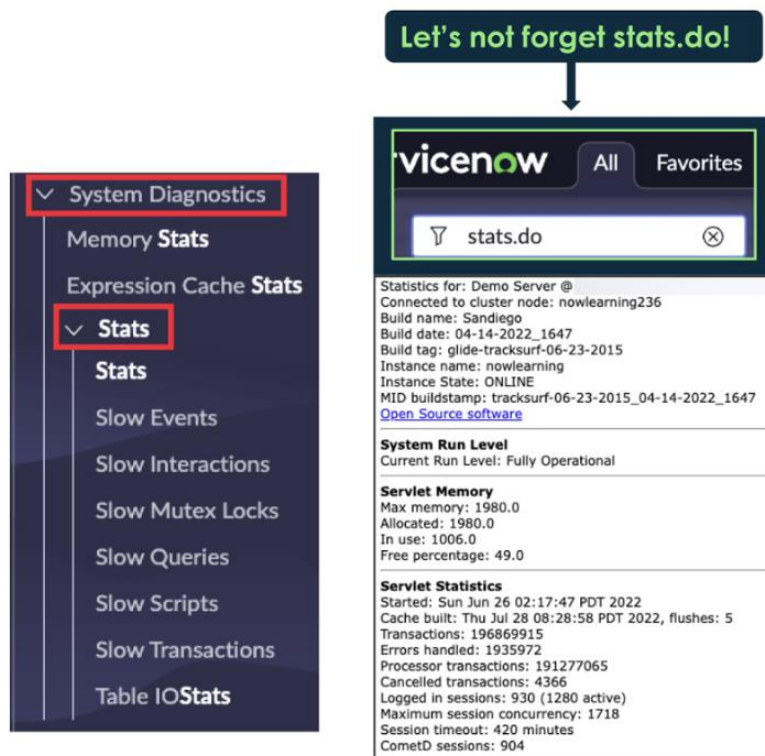 Let's not forget stats.do!
System Diagnostics
Memory Stats
Expression Cache Stats
Stats
Stats
Slow Events
Slow Interactions
Slow Mutex Locks
Slow Queries
Slow Scripts
Slow Transactions
Table IOStats
vicenow All Favorites
stats.do
Statistics for: Demo Server @
Connected to cluster node: nowlearning236
Build name: Sandiego
Build date: 04-14-2022_1647
Build tag: glide-tracksurf-06-23-2015
Instance name: nowlearning
Instance State: ONLINE
MID buildstamp: tracksurf-06-23-2015_04-14-2022_1647
Open Source software
System Run Level
Current Run Level: Fully Operational
Servlet Memory
Max memory: 1980.0
Allocated: 1980.0
In use: 1006.0
Free percentage: 49.0
Servlet Statistics
Started: Sun Jun 26 02:17:47 PDT 2022
Cache built: Thu Jul 28 08:28:58 PDT 2022, flushes: 5
Transactions: 196869915
Errors handled: 1935972
Processor transactions: 191277065
Cancelled transactions: 4366
Logged in sessions: 930 (1280 active)
Maximum session concurrency: 1718
Session timeout: 420 minutes
CometD sessions: 904